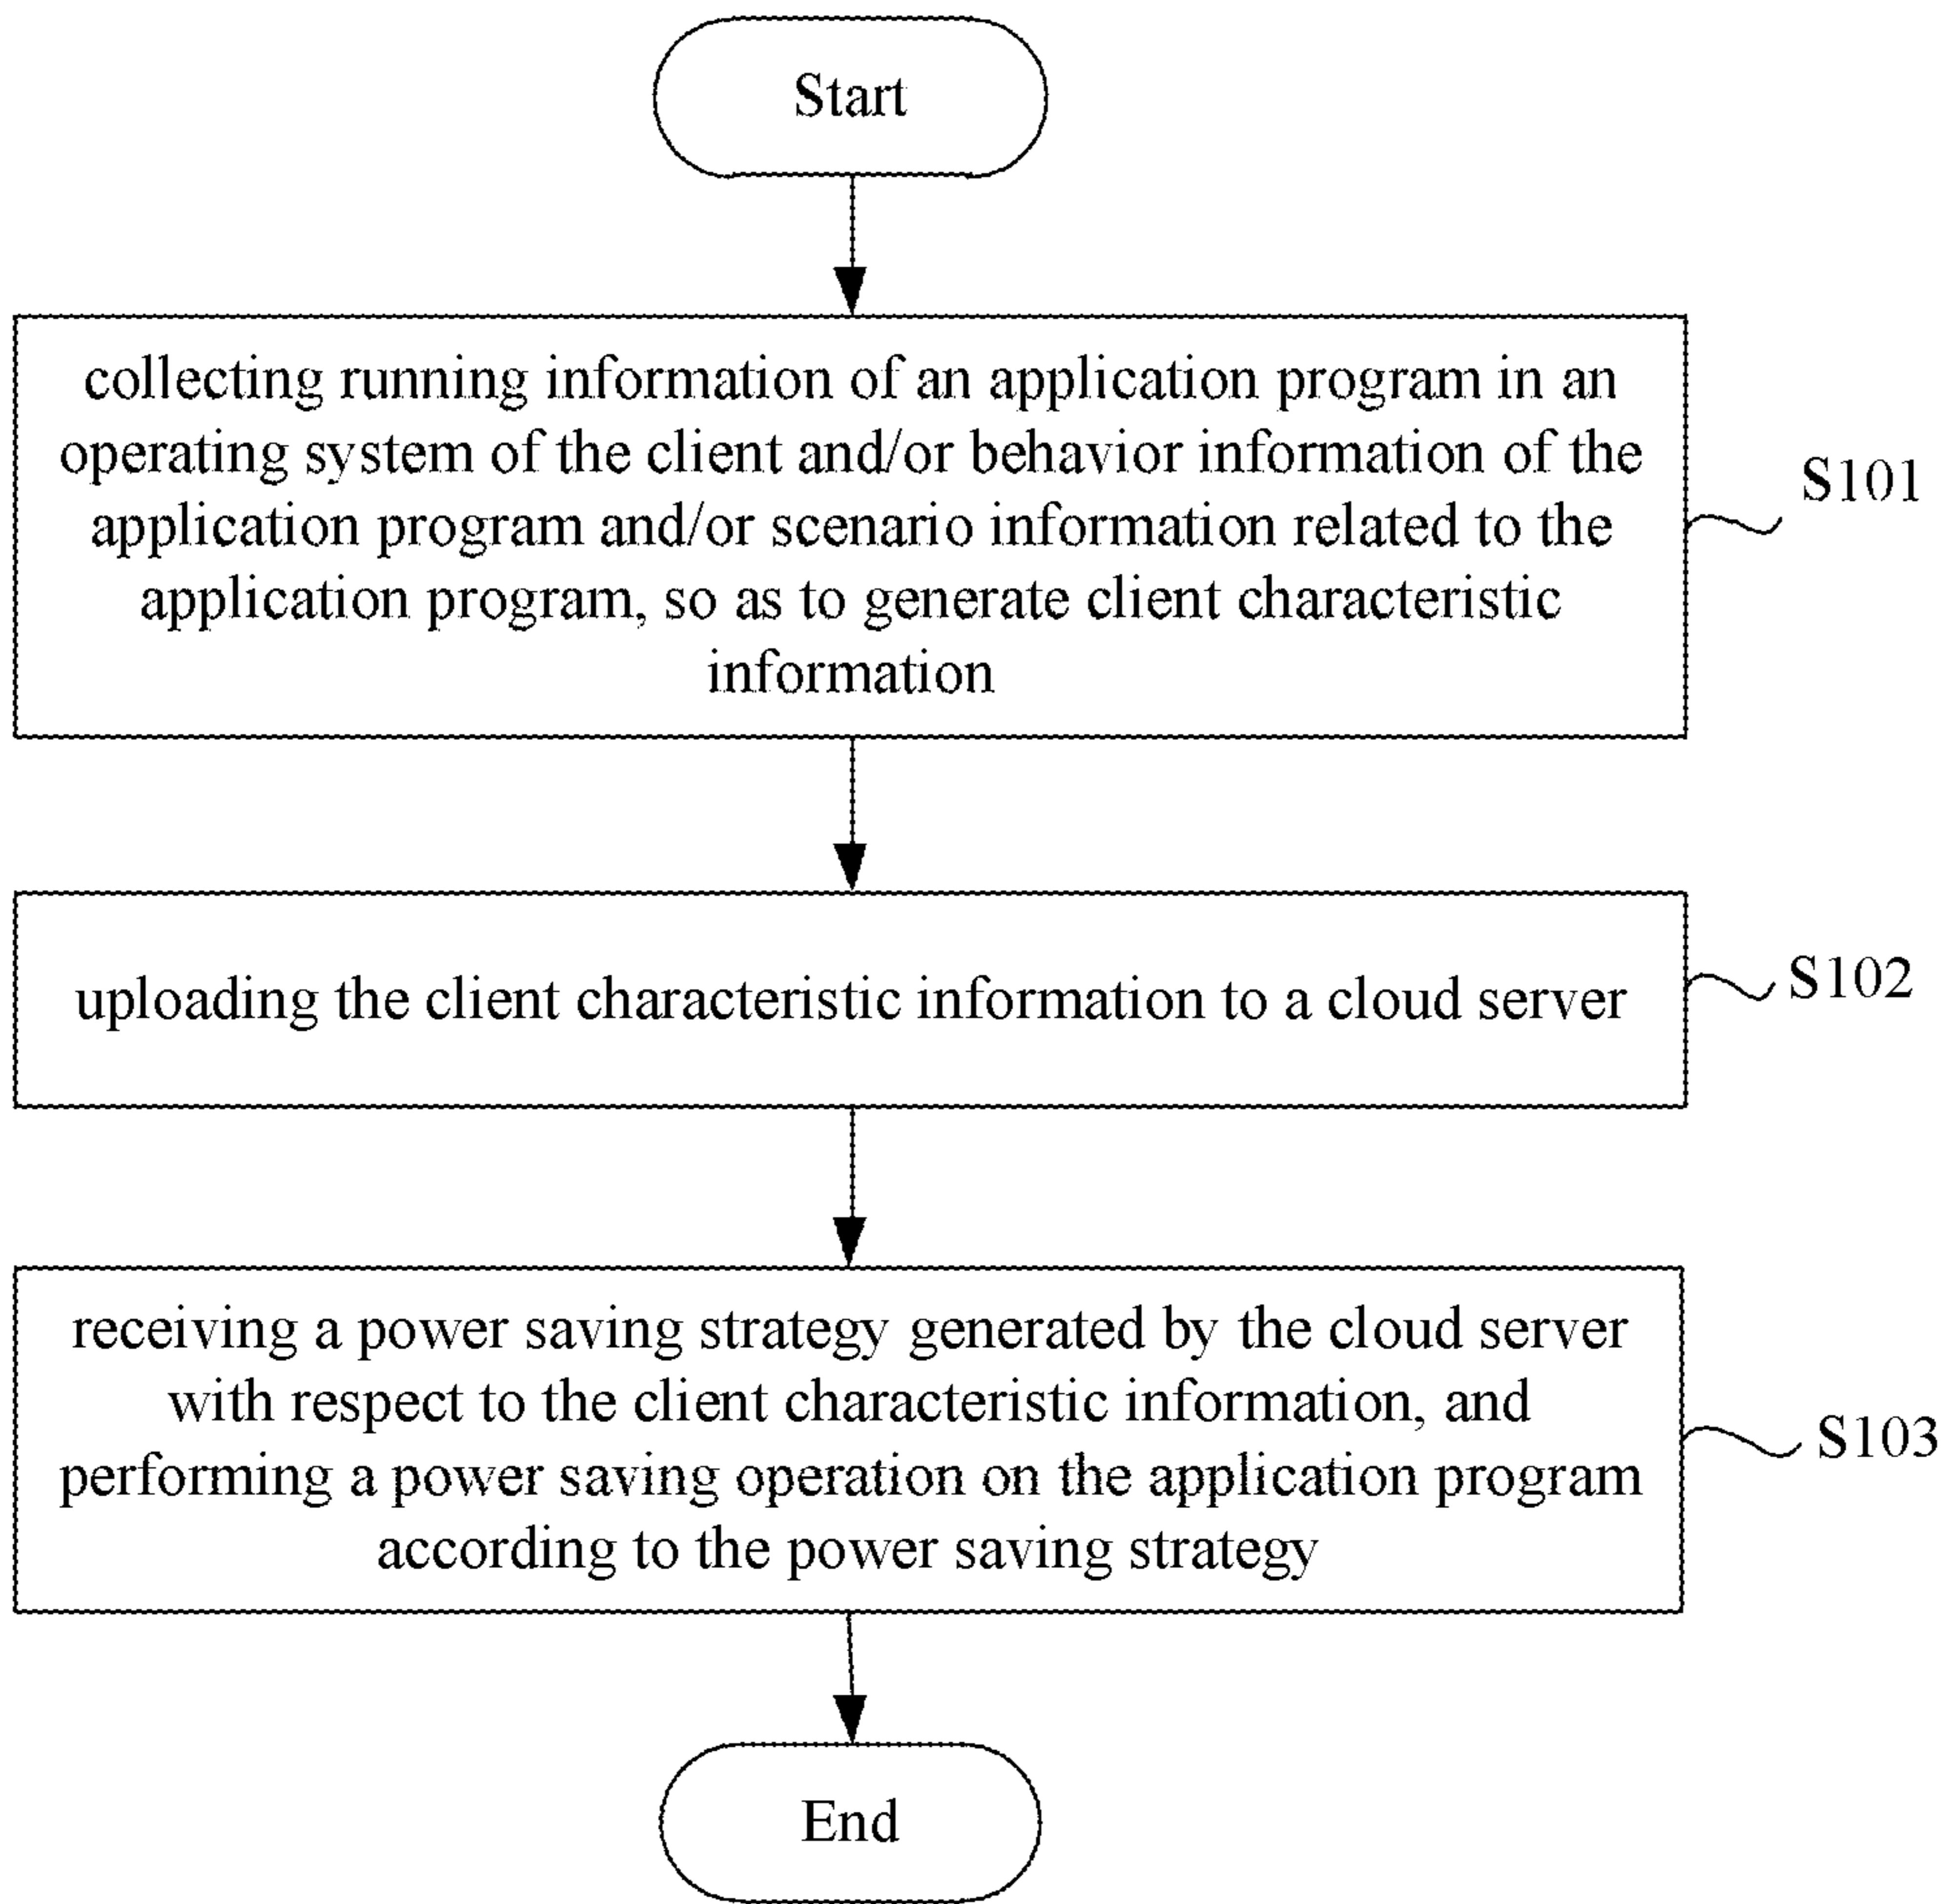 Start
collecting running information of an application program in an
operating system of the client and/or behavior information of the
application program and/or scenario information related to the
application program, so as to generate client characteristic
information
S101
uploading the client characteristic information to a cloud server
S102
receiving a power saving strategy generated by the cloud server
with respect to the client characteristic information, and
performing a power saving operation on the application program
according to the power saving strategy
S103
End